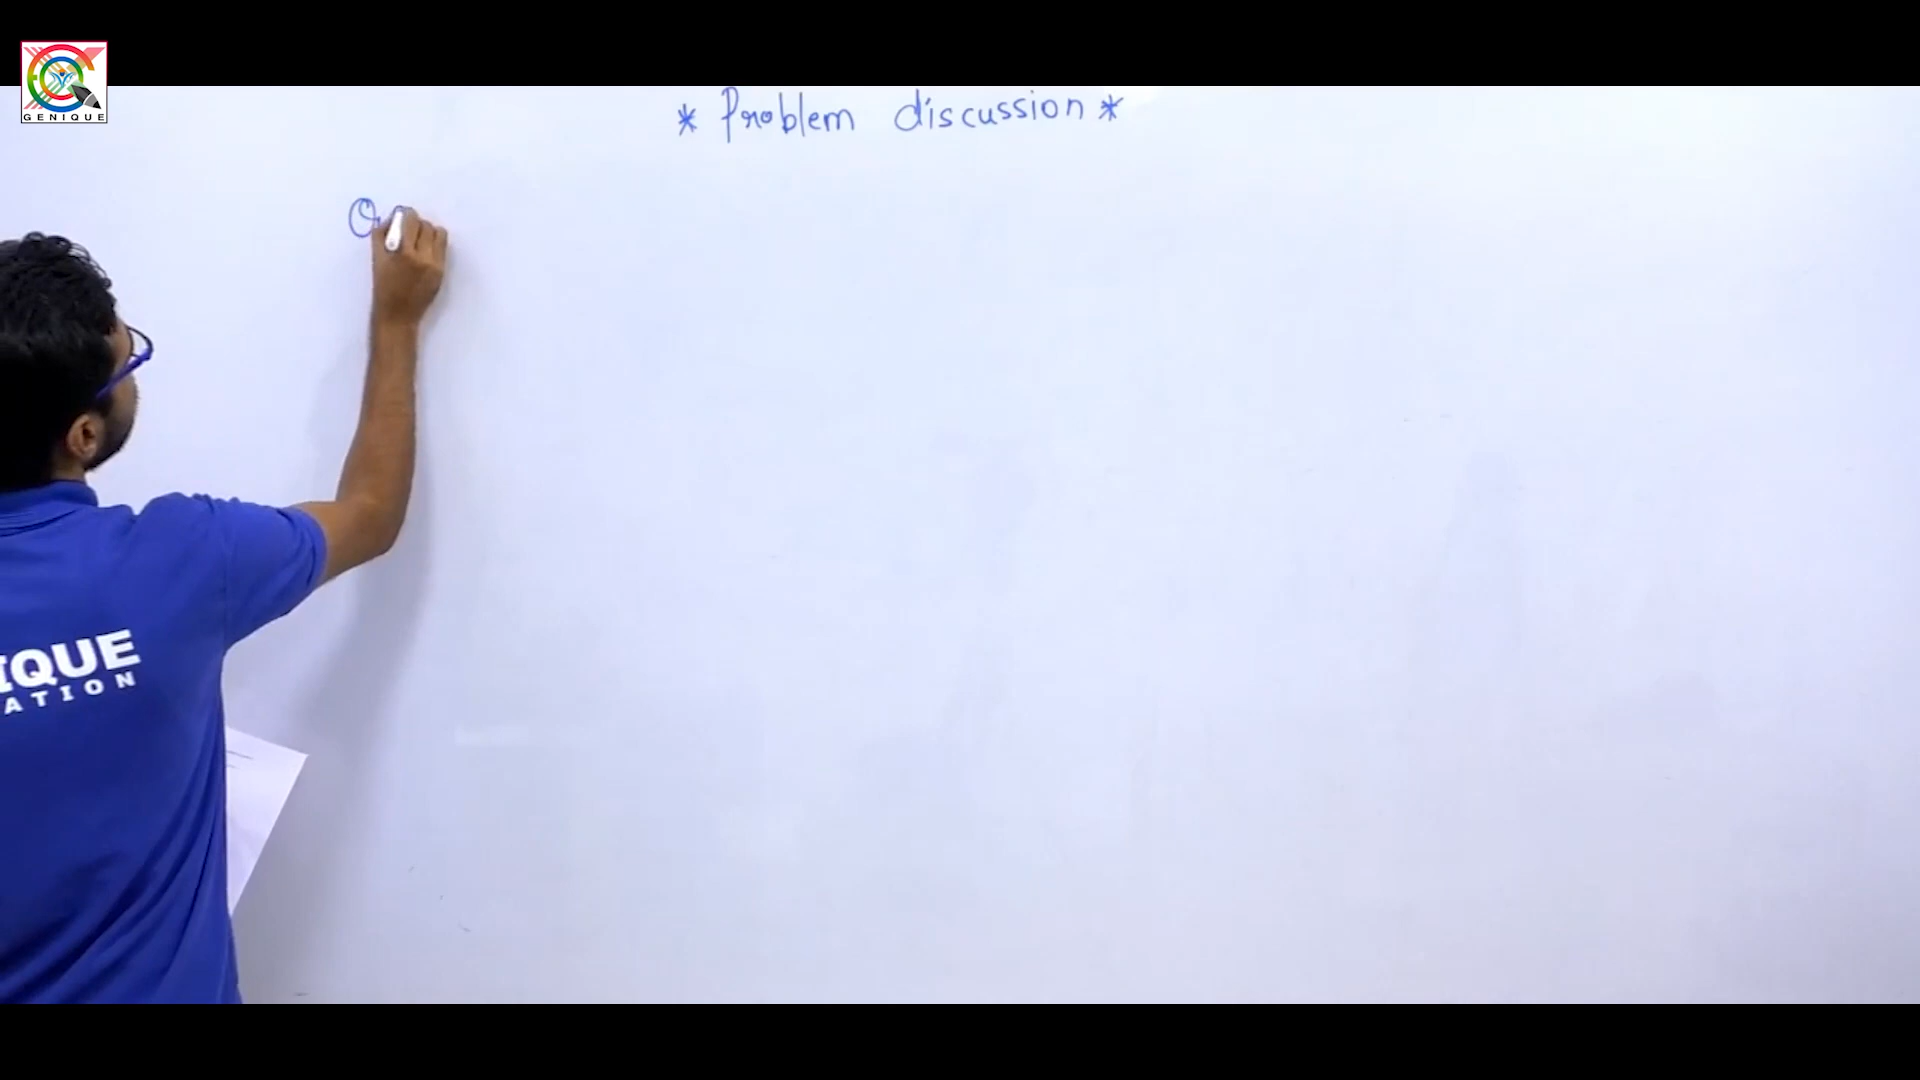 GENIQUE
* Problem discussion *
Q
IQUE
ATION